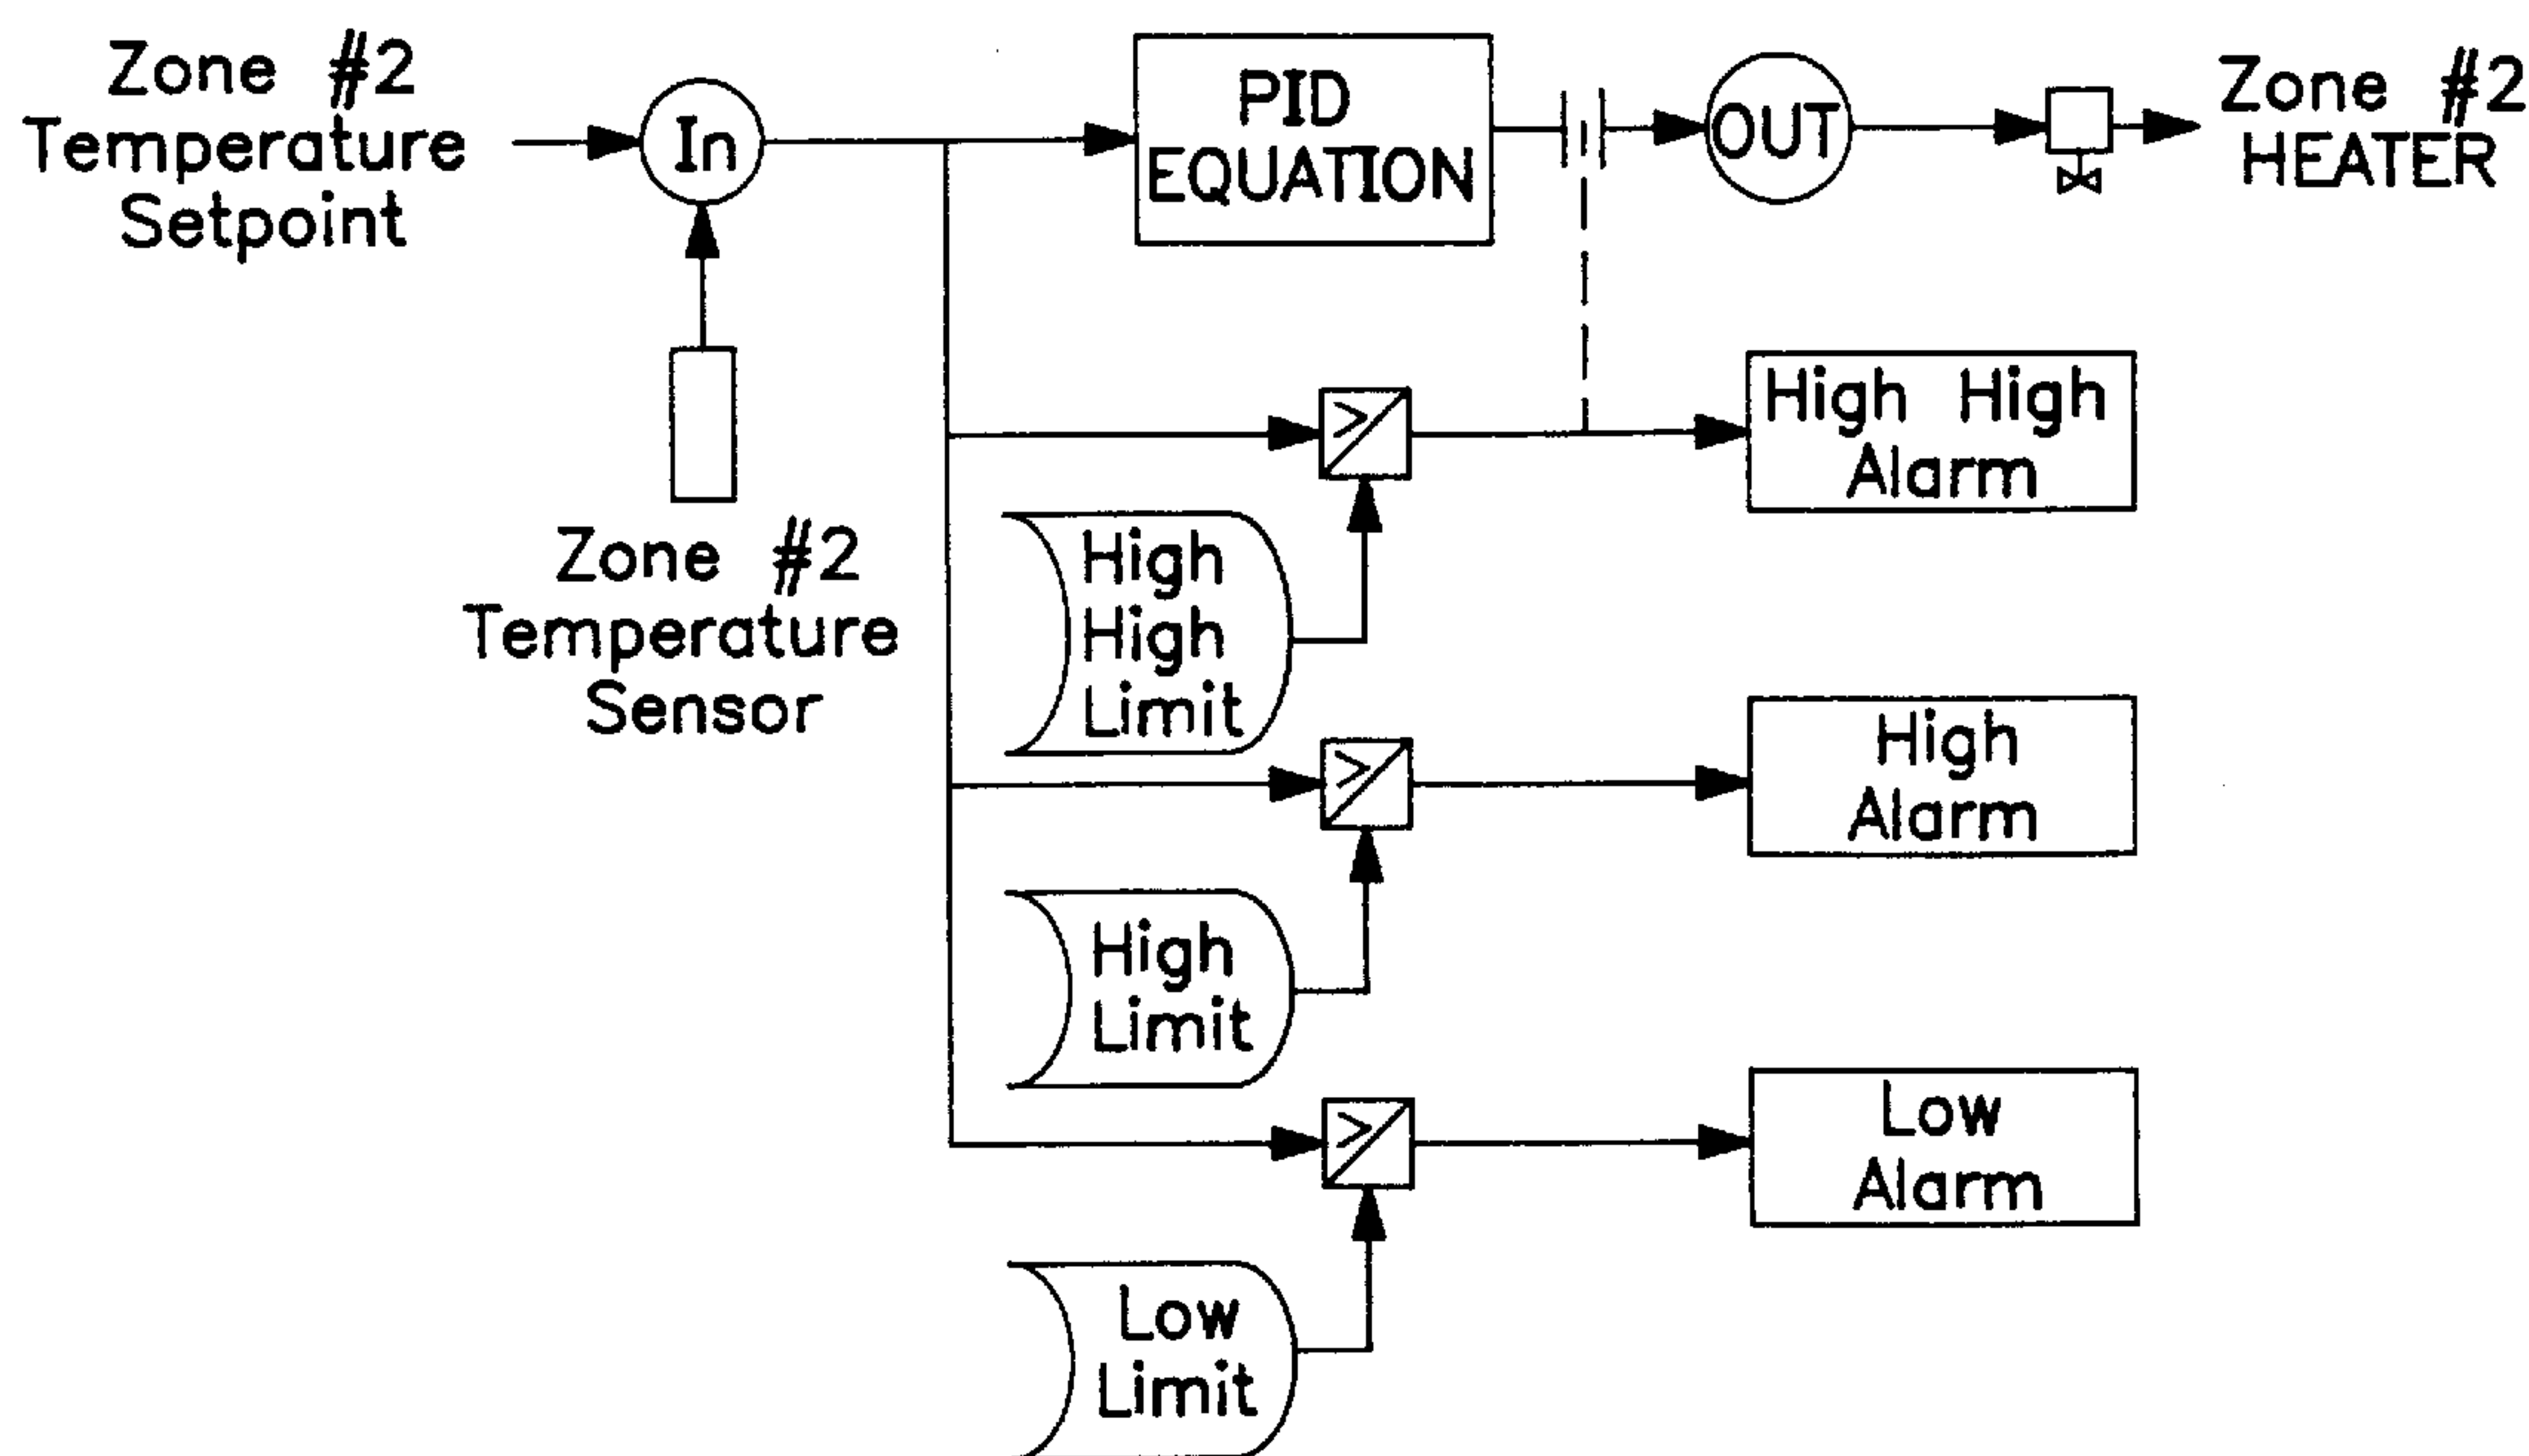 Zone #2
Temperature
Setpoint
In
PID
EQUATION
OUT
Zone #2
HEATER
Zone #2
Temperature
Sensor
>
High High
Alarm
High
High
Limit
>
High
Alarm
High
Limit
>
Low
Alarm
Low
Limit